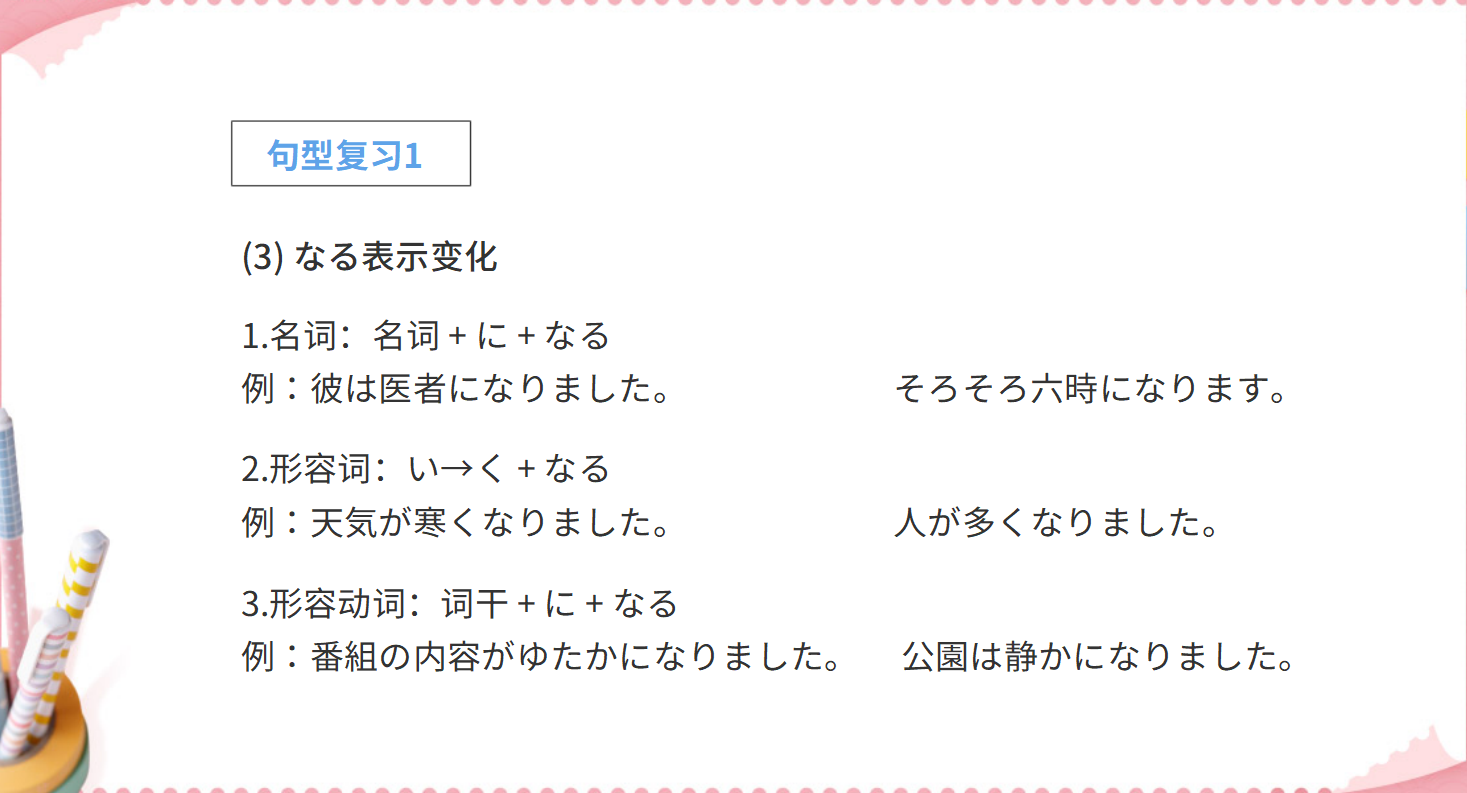 句型复习1
(3) なる表示变化
1.名词：名词 + に + なる
例：彼は医者になりました。 そろそろ六時になります。
2.形容词：い→く + なる
例：天気が寒くなりました。 人が多くなりました。
3.形容动词：词干 + に + なる
例：番組の内容がゆたかになりました。 公園は静かになりました。